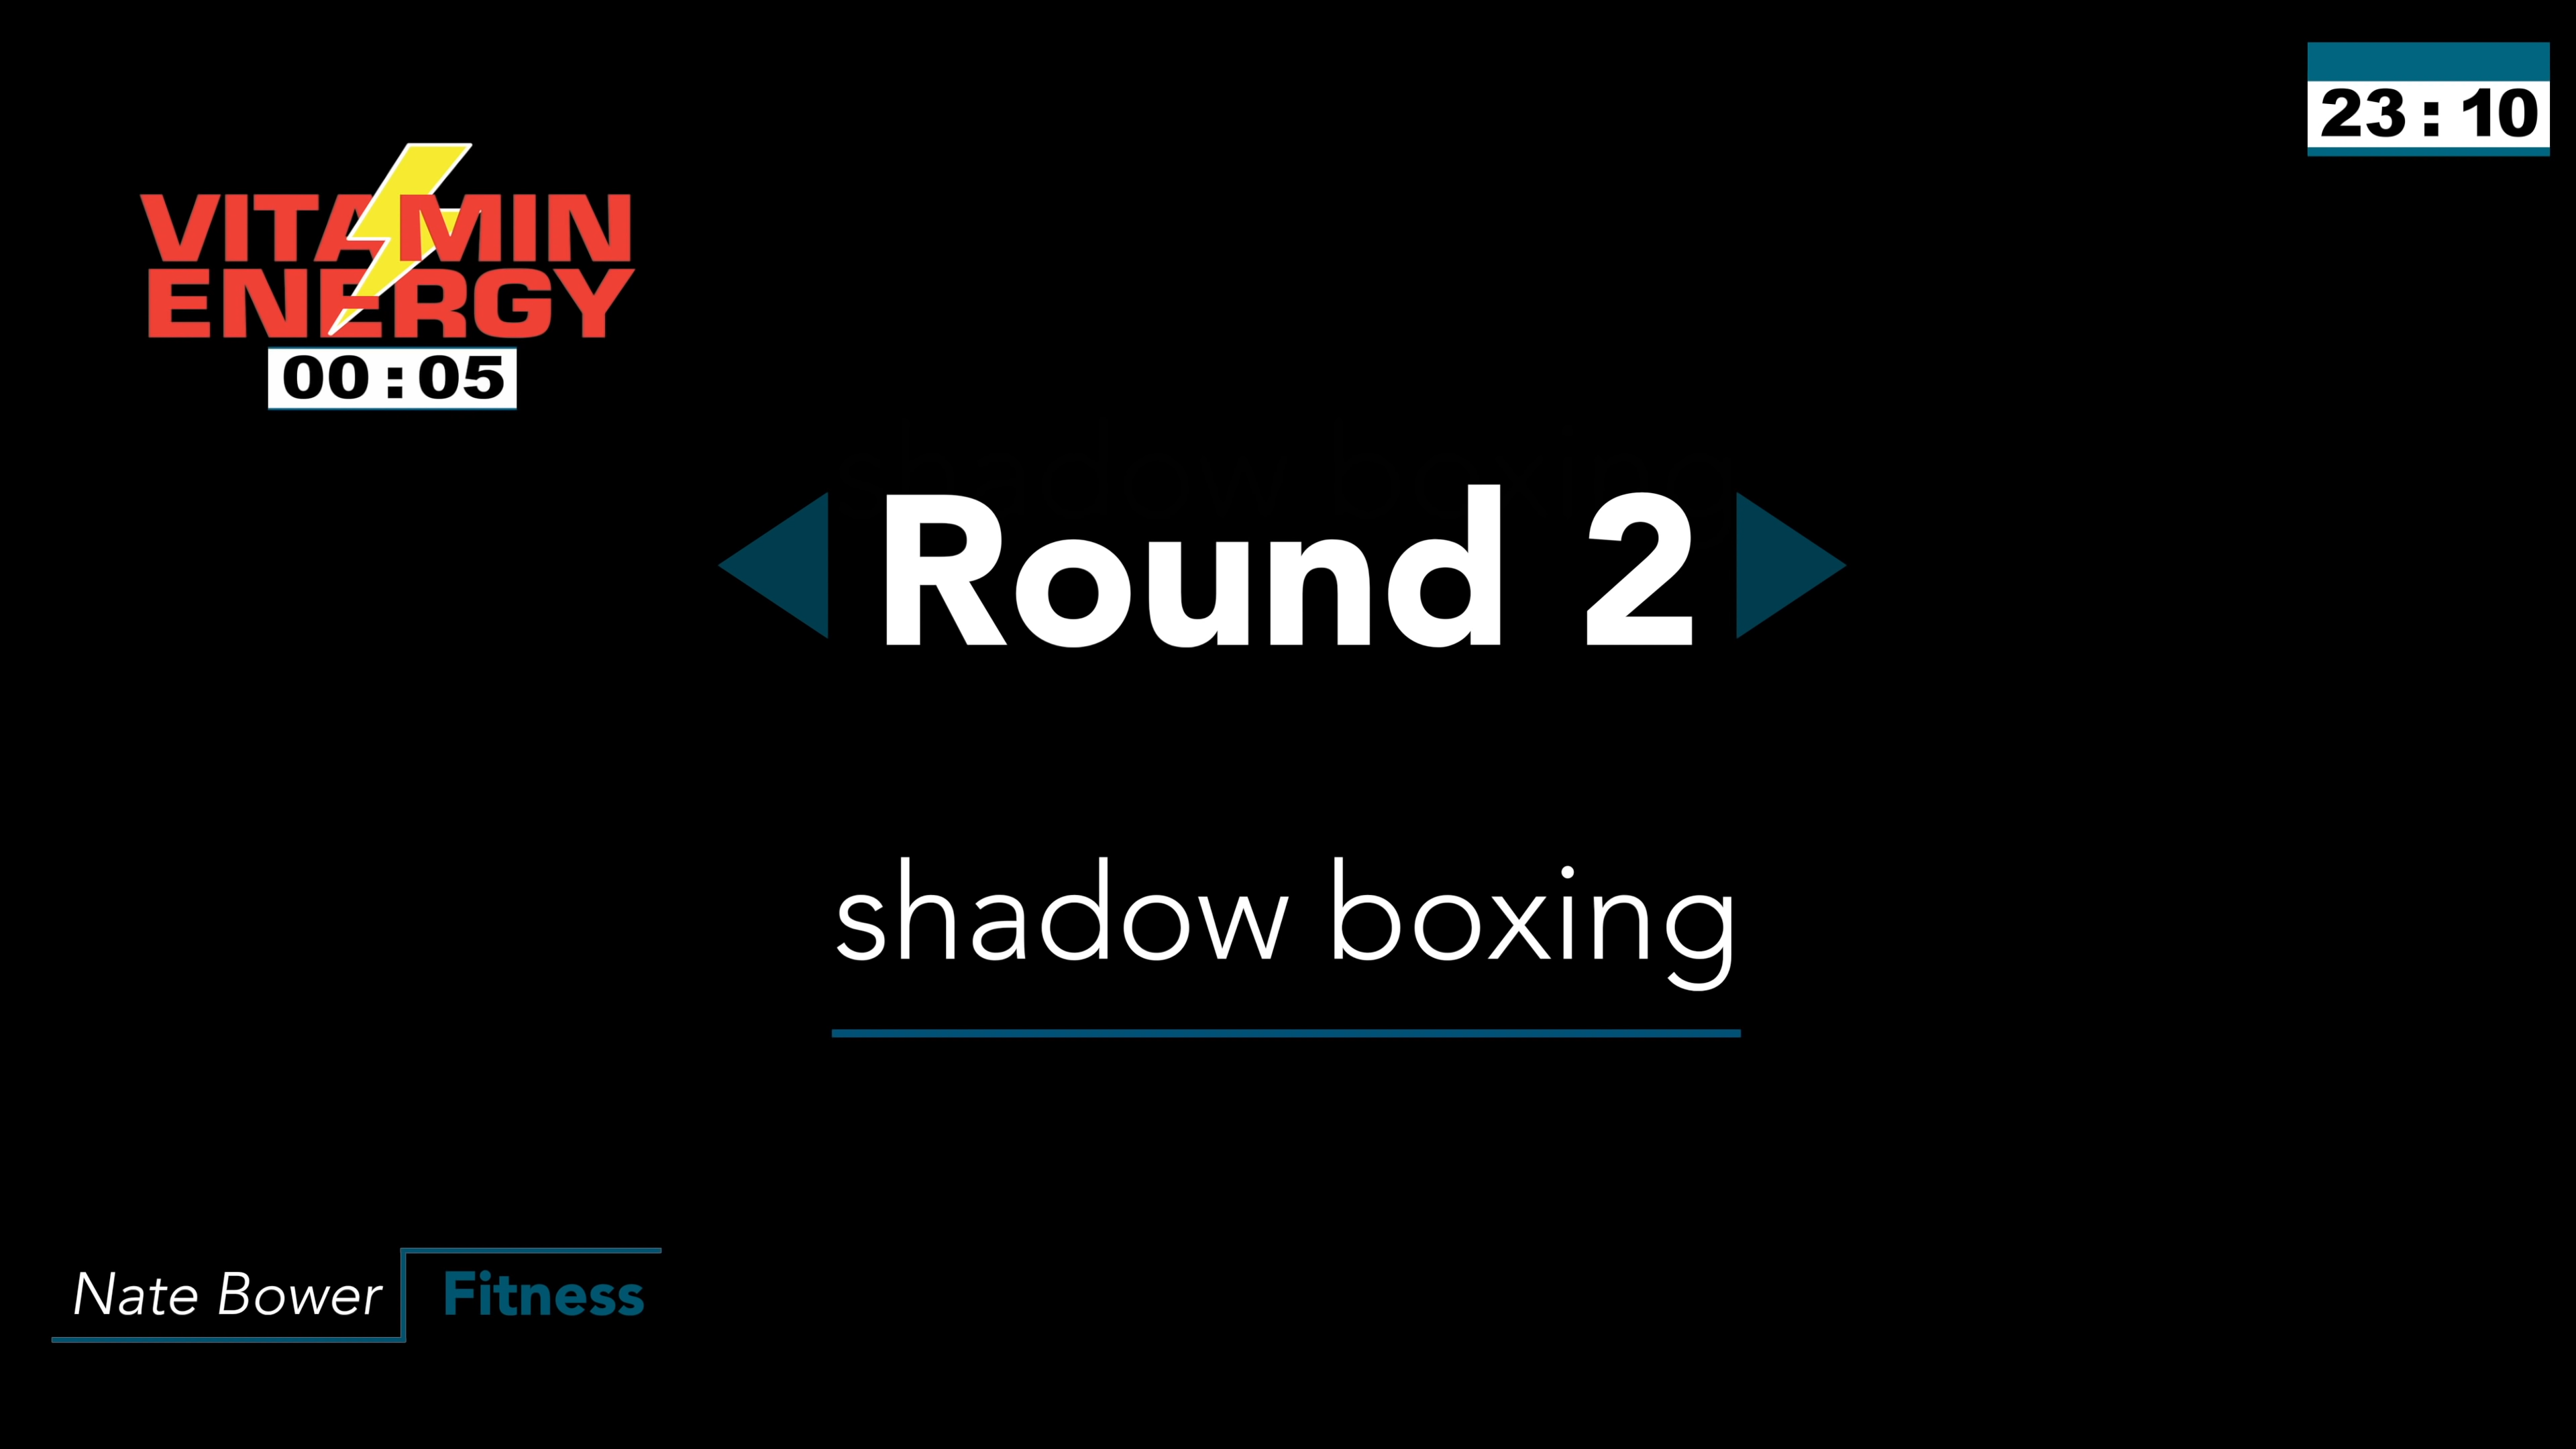 23:10
VITAMIN
ENERGY
00:05
Round 2
shadow boxing
Nate Bower Fitness